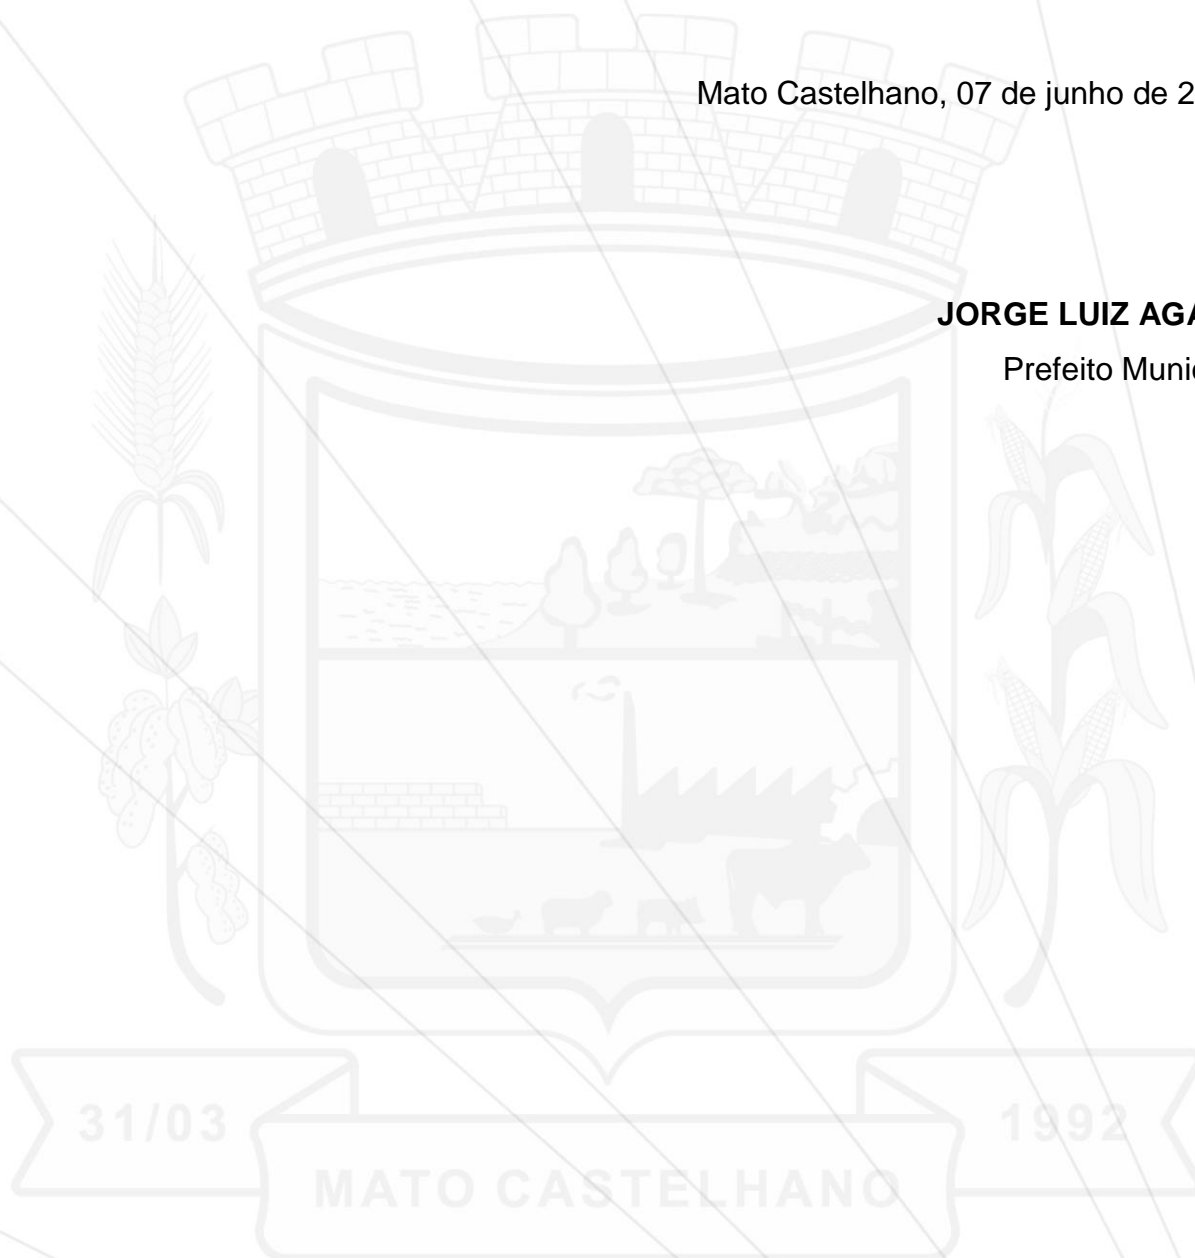 Mato Castelhano, 07 de junho de 2
JORGE LUIZ AGA
Prefeito Munic
31/03
1992
MATO CASTELHANO